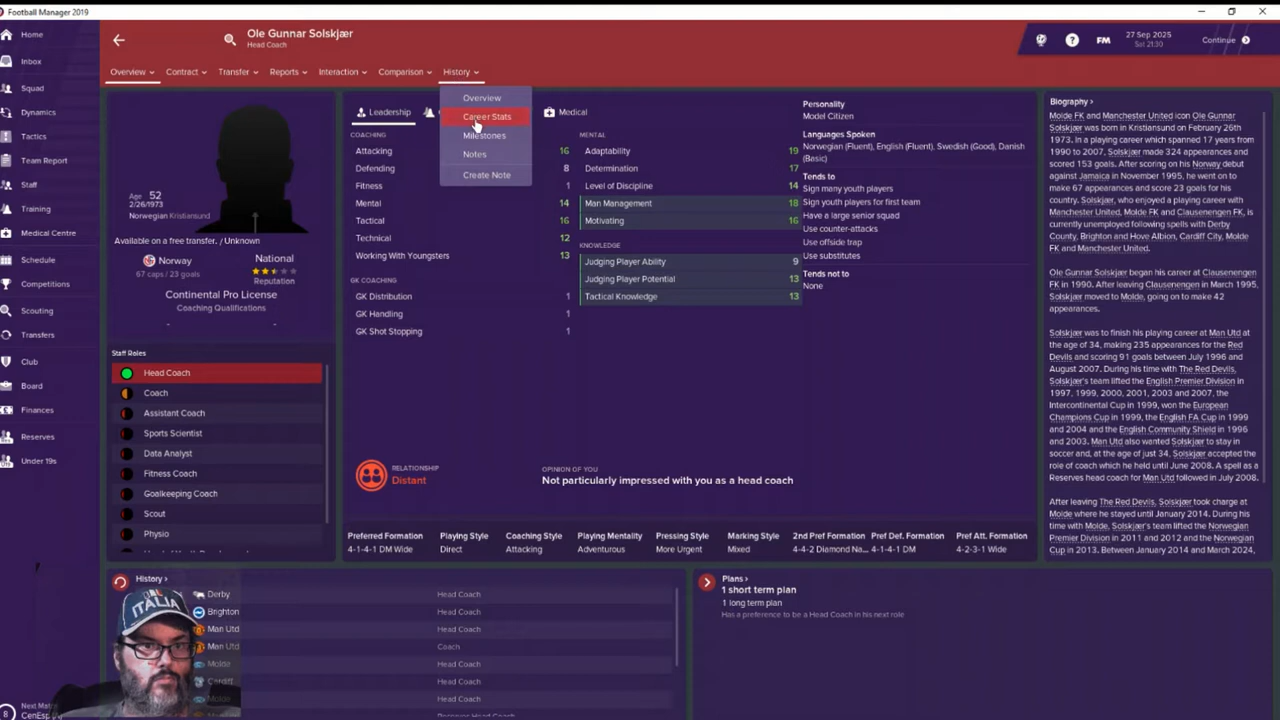 Football Manager 2019
Home
Inbox
Squad
Dynamics
Tactics
Team Report
Staff
Training
Medical Centre
Schedule
Competitions
Scouting
Transfers
Club
Board
Finances
Reserves
Under 19s
Next Matc
CenEsp
Ole Gunnar Solskjær
Head Coach
27 Sep 2025
Sat 21:30
FM
Continue
Overview
Contract
Transfer
Reports
Interaction
Comparison
History
Overview
Career Stats
Milestones
Notes
Create Note
Age 52
2/26/1973
Norwegian Kristiansund
Available on a free transfer. / Unknown
Norway
67 caps / 23 goals
National
Reputation
Continental Pro License
Coaching Qualifications
- -
Staff Roles
Head Coach
Coach
Assistant Coach
Sports Scientist
Data Analyst
Fitness Coach
Goalkeeping Coach
Scout
Physio
Leadership
Medical
COACHING
Attacking 16
Defending 8
Fitness 1
Mental 14
Tactical 16
Technical 12
Working With Youngsters 13
GK COACHING
GK Distribution 1
GK Handling 1
GK Shot Stopping 1
MENTAL
Adaptability 19
Determination 17
Level of Discipline 14
Man Management 18
Motivating 16
KNOWLEDGE
Judging Player Ability 9
Judging Player Potential 13
Tactical Knowledge 13
Personality
Model Citizen
Languages Spoken
Norwegian (Fluent), English (Fluent), Swedish (Good), Danish
(Basic)
Tends to
Sign many youth players
Sign youth players for first team
Have a large senior squad
Use counter-attacks
Use offside trap
Use substitutes
Tends not to
None
RELATIONSHIP
Distant
OPINION OF YOU
Not particularly impressed with you as a head coach
Preferred Formation
4-1-4-1 DM Wide
Playing Style
Direct
Coaching Style
Attacking
Playing Mentality
Adventurous
Pressing Style
More Urgent
Marking Style
Mixed
2nd Pref Formation
4-4-2 Diamond Na...
Pref Def. Formation
4-1-4-1 DM
Pref Att. Formation
4-2-3-1 Wide
Biography >
Molde FK and Manchester United icon Ole Gunnar
Solskjær was born in Kristiansund on February 26th
1973. In a playing career which spanned 17 years from
1990 to 2007, Solskjær made 324 appearances and
scored 153 goals. After scoring on his Norway debut
against Jamaica in November 1995, he went on to
make 67 appearances and score 23 goals for his
country. Solskjær, who enjoyed a playing career with
Manchester United, Molde FK and Clausenengen FK, is
currently unemployed following spells with Derby
County, Brighton and Hove Albion, Cardiff City, Molde
FK and Manchester United.
Ole Gunnar Solskjær began his career at Clausenengen
FK in 1990. After leaving Clausenengen in March 1995,
Solskjær moved to Molde, going on to make 42
appearances.
Solskjær was to finish his playing career at Man Utd at
the age of 34, making 235 appearances for the Red
Devils and scoring 91 goals between July 1996 and
August 2007. During his time with The Red Devils,
Solskjær's team lifted the English Premier Division in
1997, 1999, 2000, 2001, 2003 and 2007, the
Intercontinental Cup in 1999, won the European
Champions Cup in 1999, the English FA Cup in 1999
and 2004 and the English Community Shield in 1996
and 2003. Man Utd also wanted Solskjær to stay in
soccer and, at the age of just 34, Solskjær accepted the
role of coach which he held until June 2008. A spell as a
Reserves head coach for Man Utd followed in July 2008.
After leaving The Red Devils, Solskjær took charge at
Molde where he stayed until January 2014. During his
time with Molde, Solskjær's team lifted the Norwegian
Premier Division in 2011 and 2012 and the Norwegian
Cup in 2013. Between January 2014 and March 2024,
History >
Derby Head Coach
Brighton Head Coach
Man Utd Head Coach
Man Utd Coach
Molde Head Coach
Cardiff Head Coach
Molde Head Coach
Reserves Head Coach
Plans >
1 short term plan
1 long term plan
Has a preference to be a Head Coach in his next role
ITALIA